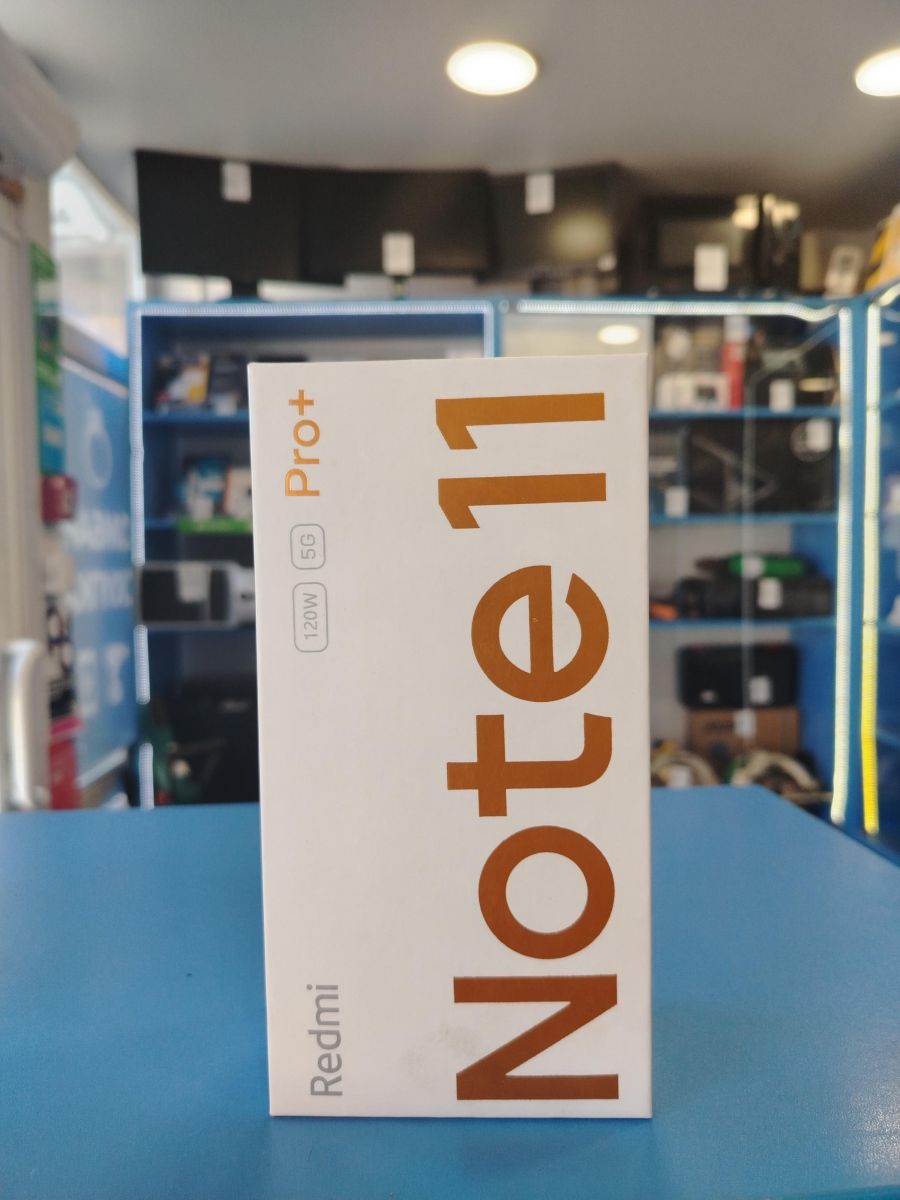 Redmi 120W 5G Pro+
Note 11